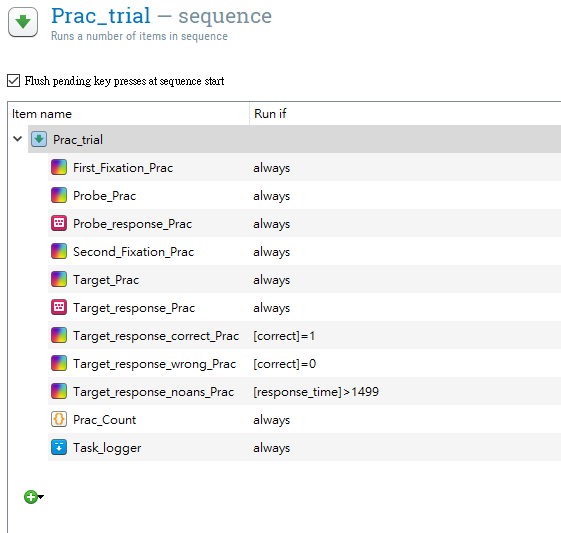 Prac_trial – sequence
Runs a number of items in sequence
Flush pending key presses at sequence start
Item name Run if
Prac_trial
First_Fixation_Prac always
Probe_Prac always
Probe_response_Prac always
Second_Fixation_Prac always
Target_Prac always
Target_response_Prac always
Target_response_correct_Prac [correct]=1
Target_response_wrong_Prac [correct]=0
Target_response_noans_Prac [response_time]>1499
Prac_Count always
Task_logger always